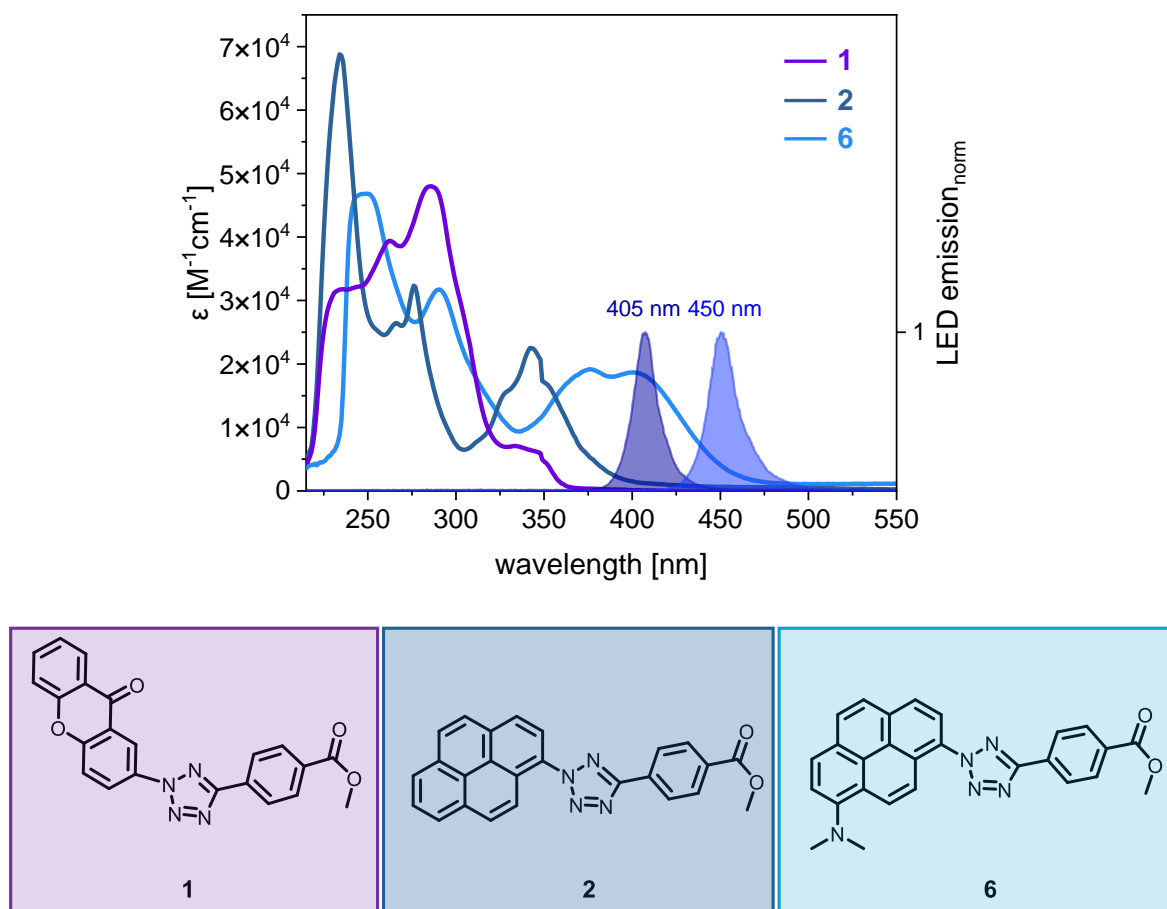 7×10⁴
6×10⁴
5×10⁴
4×10⁴
3×10⁴
2×10⁴
1×10⁴
0
ε [M⁻¹cm⁻¹]
1
2
6
405 nm 450 nm
1
LED emission_norm
250 300 350 400 450 500 550
wavelength [nm]
O
O
N
N
N
N
O
O
1
N
N
N
N
O
O
2
N
N
N
N
N
O
O
6